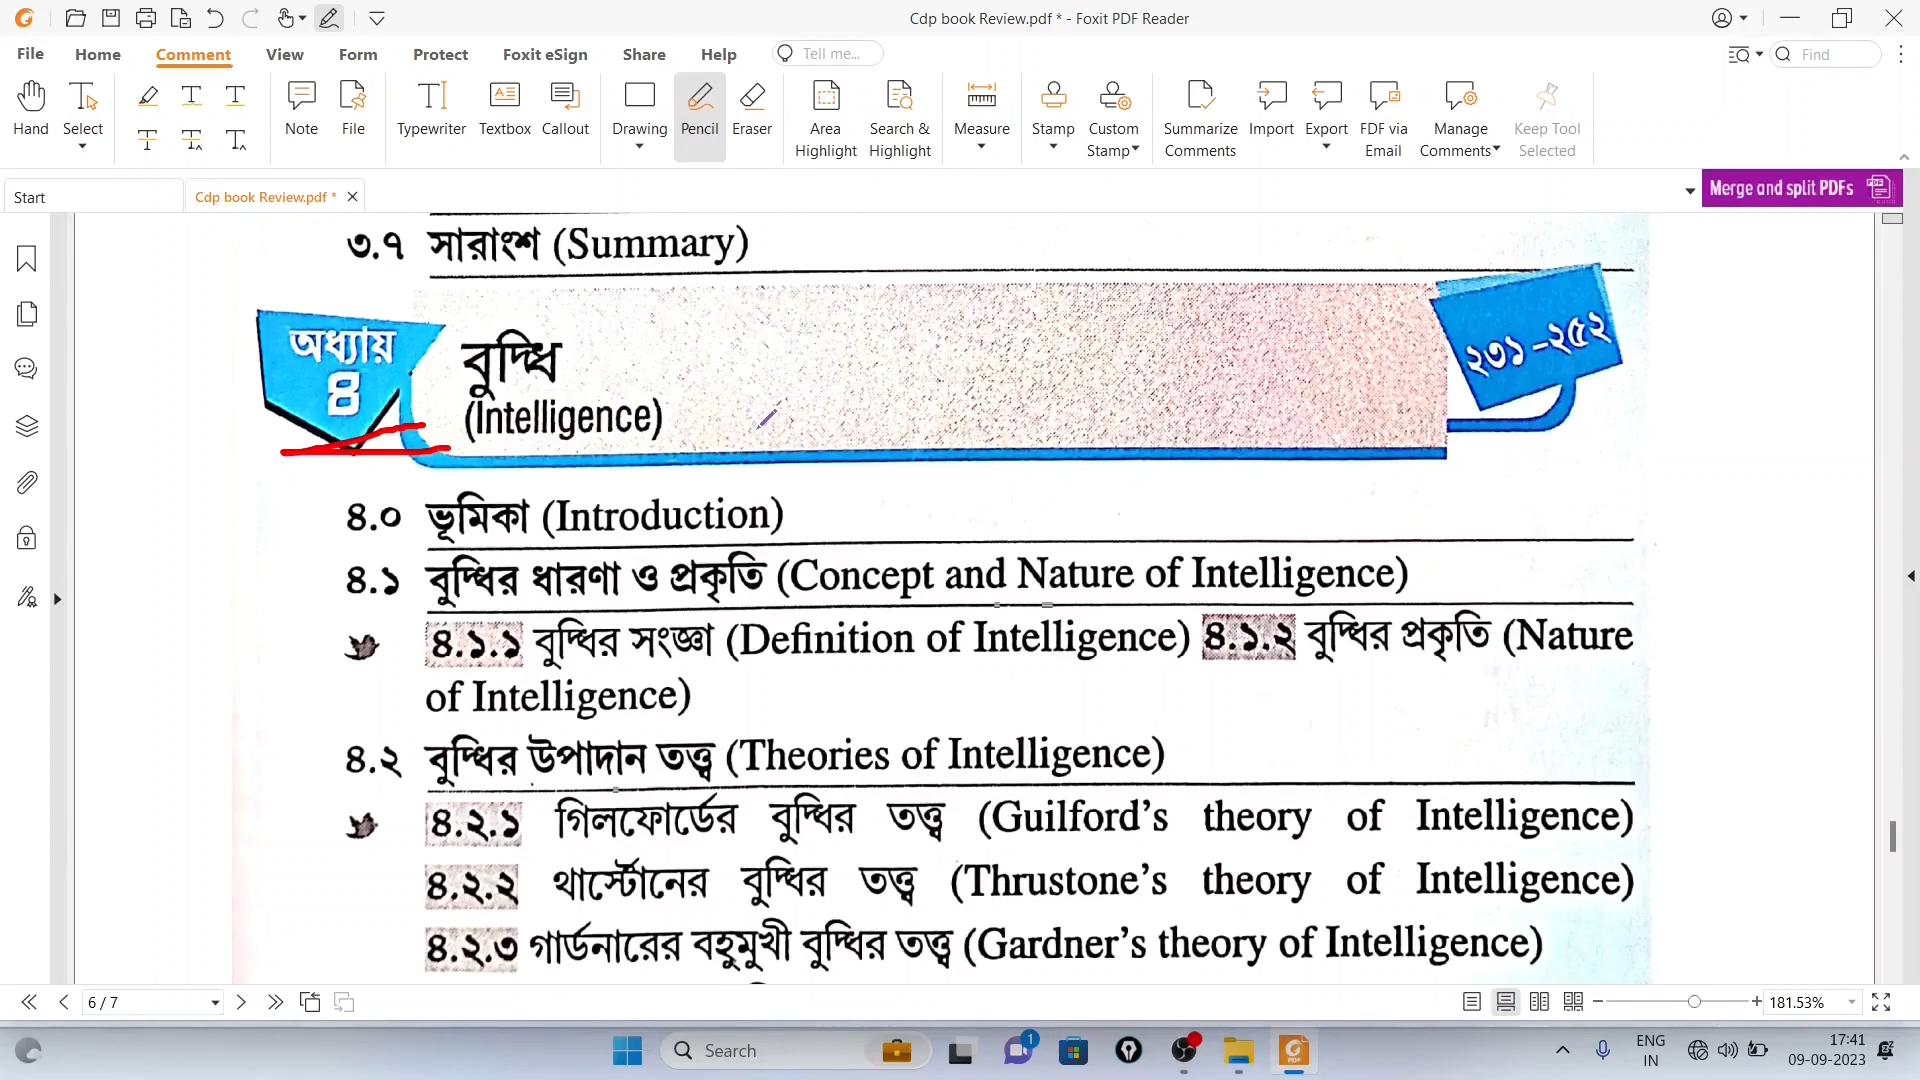 Cdp book Review.pdf * - Foxit PDF Reader
File Home Comment View Form Protect Foxit eSign Share Help Tell me... Find
Hand Select Note File Typewriter Textbox Callout Drawing Pencil Eraser Area Highlight Search & Highlight Measure Stamp Custom Stamp Summarize Comments Import Export FDF via Email Manage Comments Keep Tool Selected
Start Cdp book Review.pdf * Merge and split PDFs
৩.৭ সারাংশ (Summary)
অধ্যায়
৪
বুদ্ধি
(Intelligence)
২৩১-২৫২
৪.০ ভূমিকা (Introduction)
৪.১ বুদ্ধির ধারণা ও প্রকৃতি (Concept and Nature of Intelligence)
৪.১.১ বুদ্ধির সংজ্ঞা (Definition of Intelligence) ৪.১.২ বুদ্ধির প্রকৃতি (Nature
of Intelligence)
৪.২ বুদ্ধির উপাদান তত্ত্ব (Theories of Intelligence)
৪.২.১ গিলফোর্ডের বুদ্ধির তত্ত্ব (Guilford's theory of Intelligence)
৪.২.২ থার্স্টোনের বুদ্ধির তত্ত্ব (Thrustone's theory of Intelligence)
৪.২.৩ গার্ডনারের বহুমুখী বুদ্ধির তত্ত্ব (Gardner's theory of Intelligence)
6 / 7 181.53%
Search 1 ENG 17:41
IN 09-09-2023